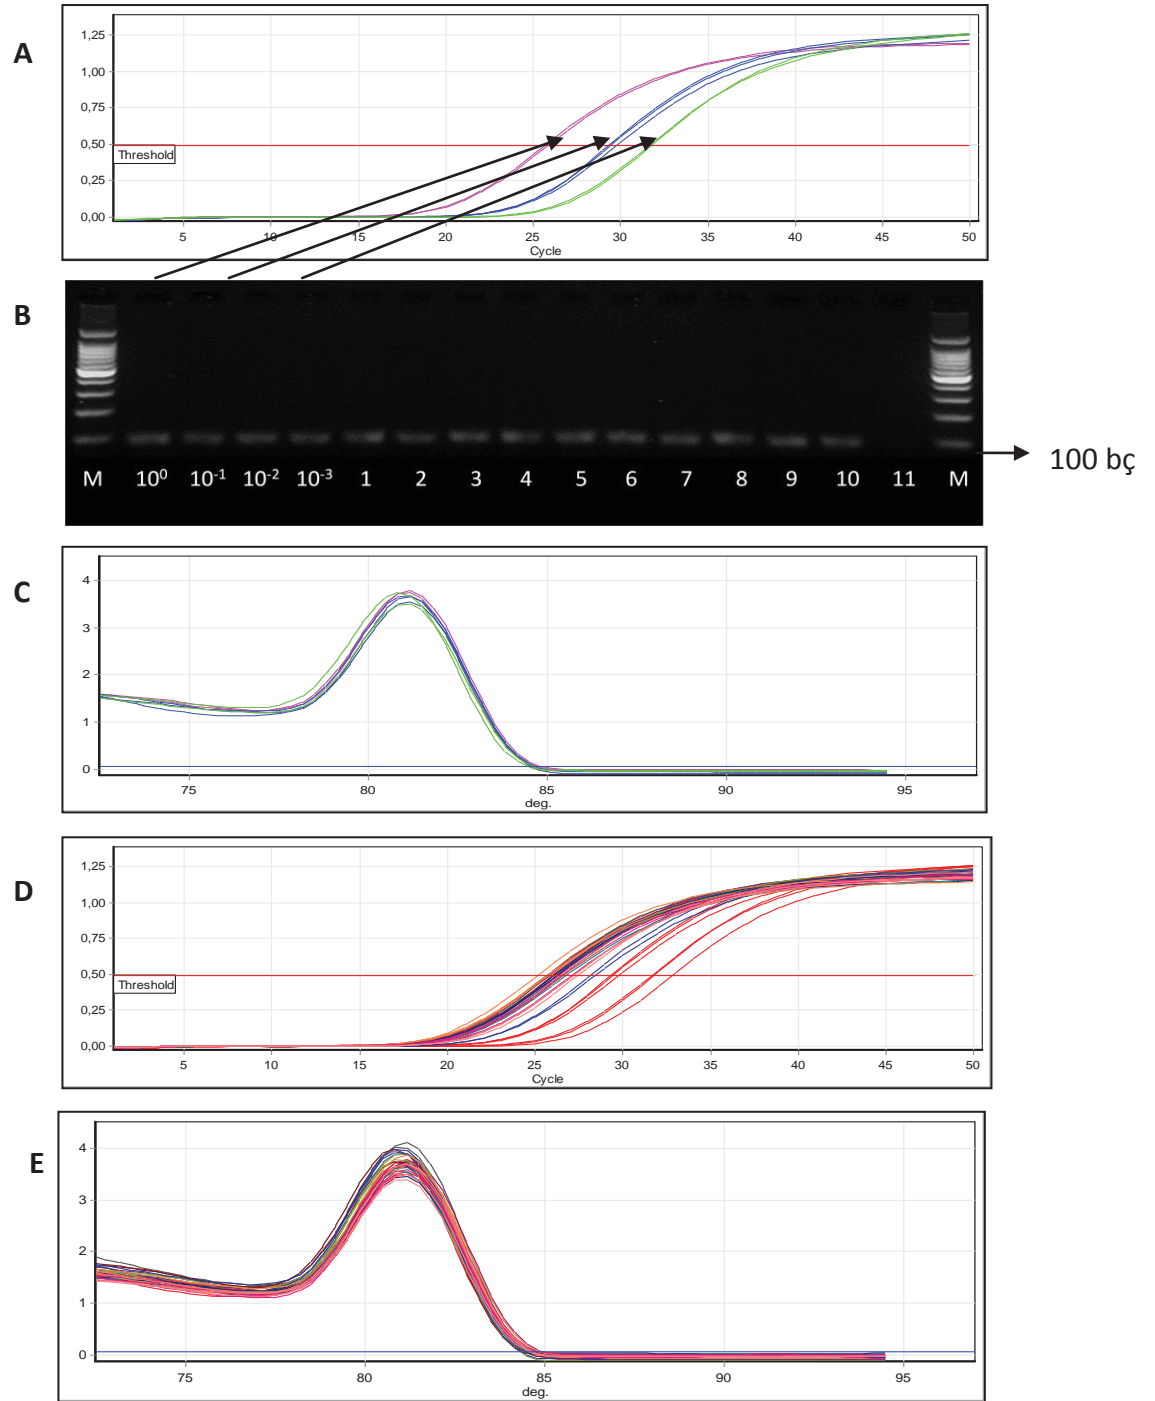 A
1,25
1,00
0,75
0,50
Threshold
0,25
0,00
5 10 15 20 25 30 35 40 45 50
Cycle
B
M 10⁰ 10⁻¹ 10⁻² 10⁻³ 1 2 3 4 5 6 7 8 9 10 11 M
100 bç
C
4
3
2
1
0
75 80 85 90 95
deg.
D
1,25
1,00
0,75
0,50
Threshold
0,25
0,00
5 10 15 20 25 30 35 40 45 50
Cycle
E
4
3
2
1
0
75 80 85 90 95
deg.